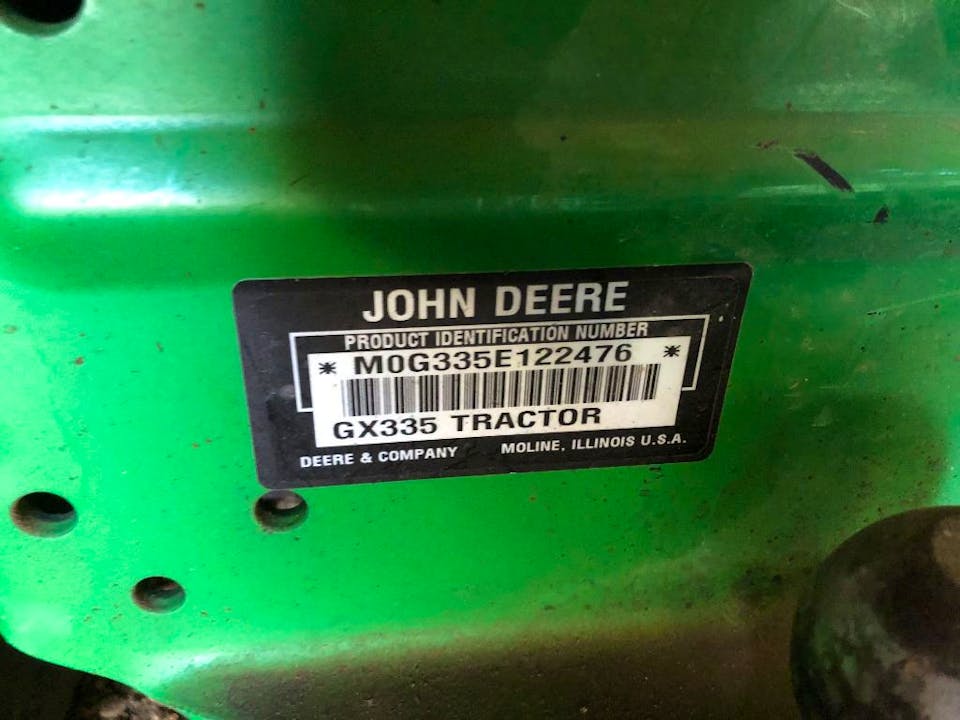 JOHN DEERE
PRODUCT IDENTIFICATION NUMBER
* M0G335E122476 *
GX335 TRACTOR
DEERE & COMPANY MOLINE, ILLINOIS U.S.A.